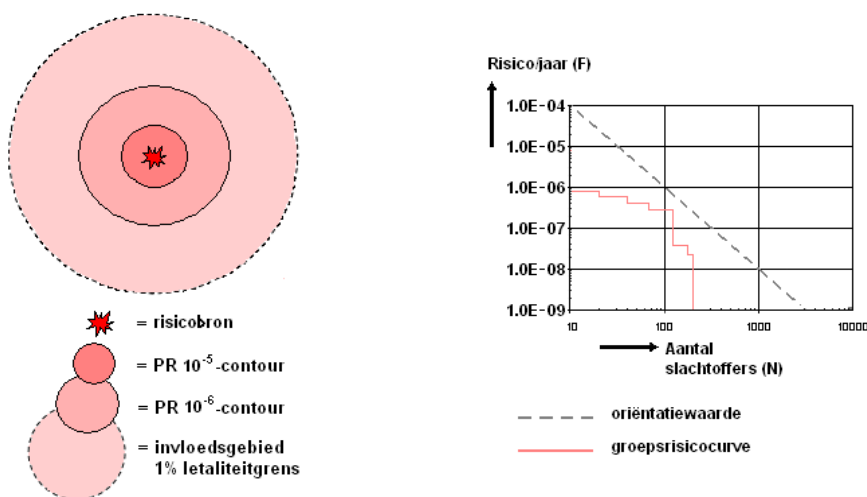 = risicobron
= PR 10-5-contour
= PR 10-6-contour
= invloedsgebied
1% letaliteitgrens
Risico/jaar (F)
1.0E-04
1.0E-05
1.0E-06
1.0E-07
1.0E-08
1.0E-09
10 100 1000 10000
Aantal
slachtoffers (N)
oriëntatiewaarde
groepsrisicocurve